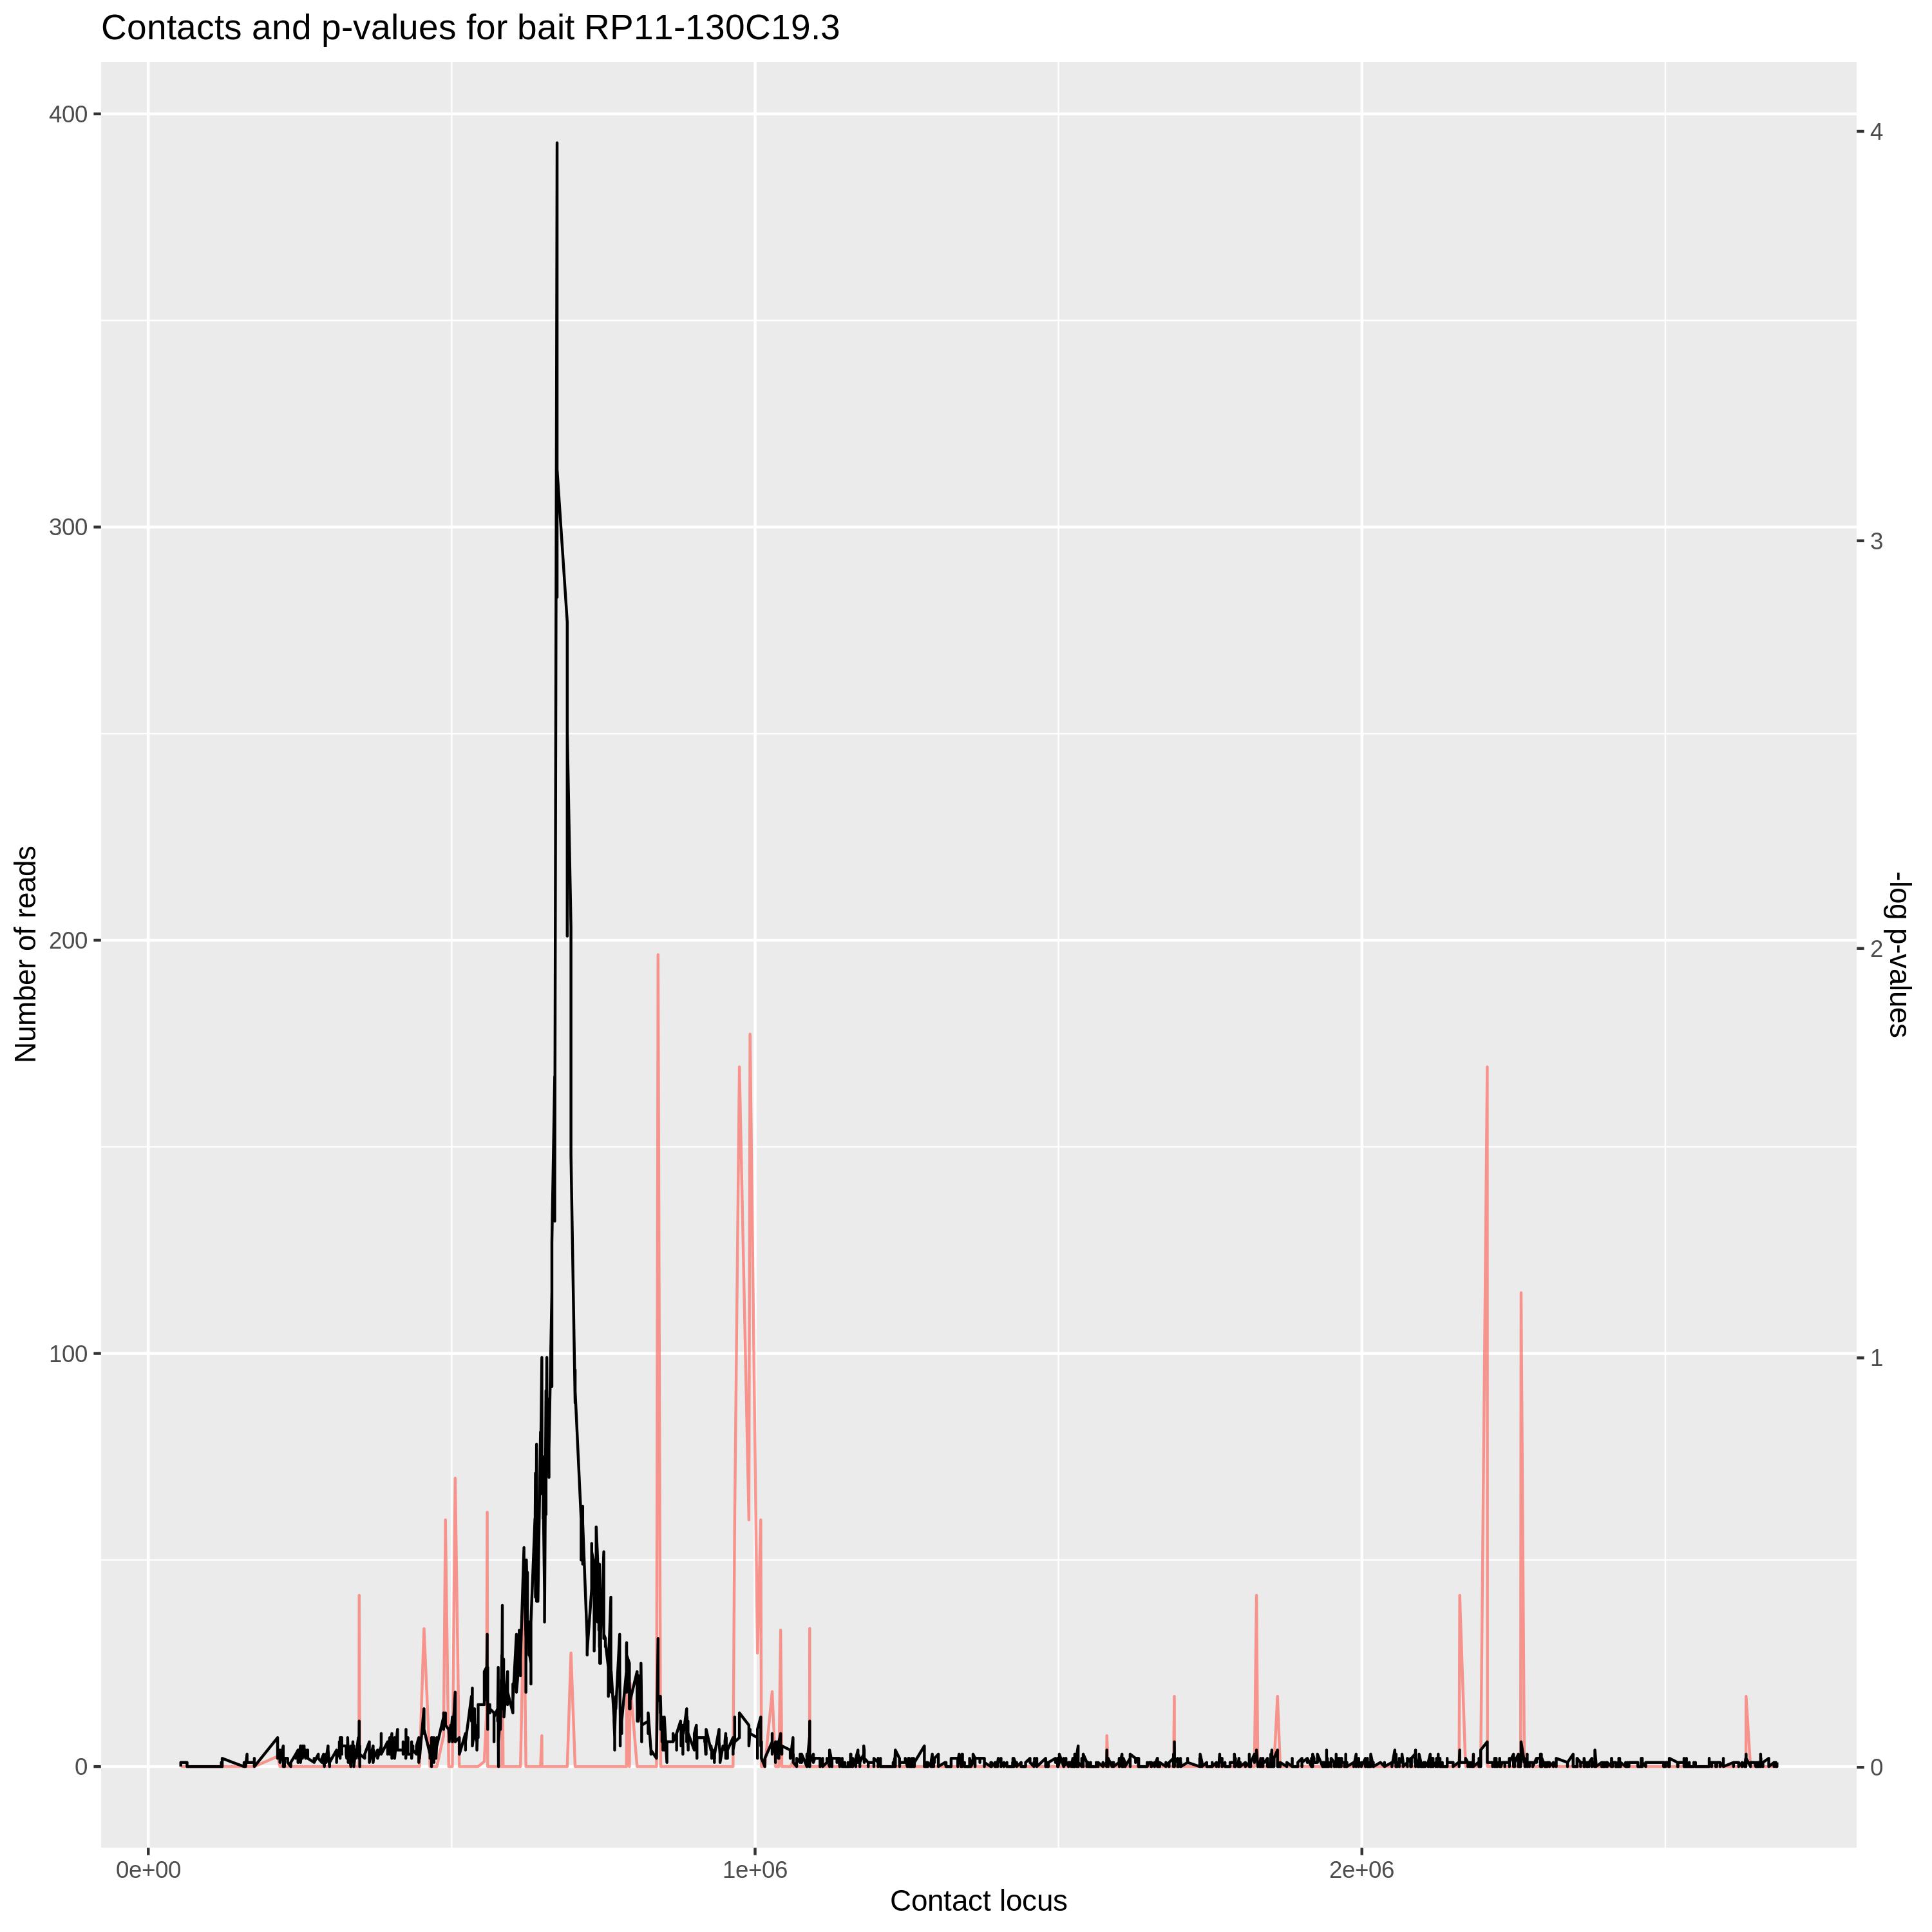 Contacts and p-values for bait RP11-130C19.3
400
300
200
100
0
Number of reads
4
3
2
1
0
-log p-values
0e+00
1e+06
2e+06
Contact locus